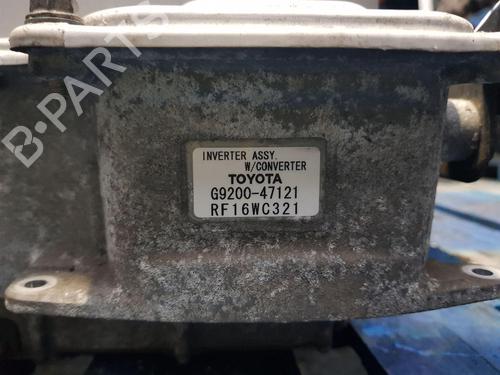 B-PARTS
INVERTER ASSY.
W/CONVERTER
TOYOTA
G9200-47121
RF16WC321